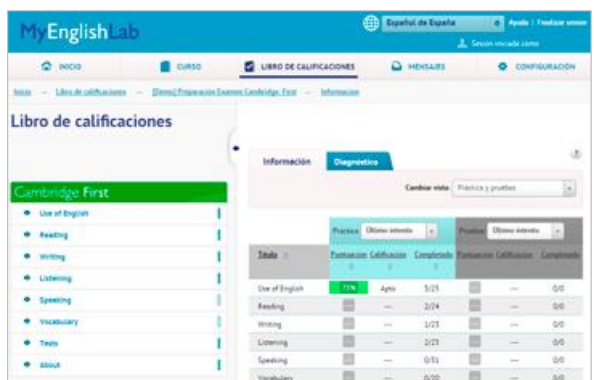 MyEnglishLab
Español de España
Ayuda | Finalizar sesión
Sesión iniciada como
INICIO
CURSO
LIBRO DE CALIFICACIONES
MENSAJES
CONFIGURACIÓN
Inicio — Libro de calificaciones — [Demo] Preparación Examen Cambridge: First — Información
Libro de calificaciones
Información
Diagnóstico
Cambiar vista: Práctica y pruebas
Cambridge First
Use of English
Reading
Writing
Listening
Speaking
Vocabulary
Tests
About
Práctica Último intento Pruebas Último intento
Título Puntuación Calificación Completado Puntuación Calificación Completado
Use of English 75% Apto 3/25 --- 0/0
Reading --- 2/24 --- 0/0
Writing --- 1/23 --- 0/0
Listening --- 2/23 --- 0/0
Speaking --- 0/31 --- 0/0
Vocabulary --- 0/20 --- 0/0